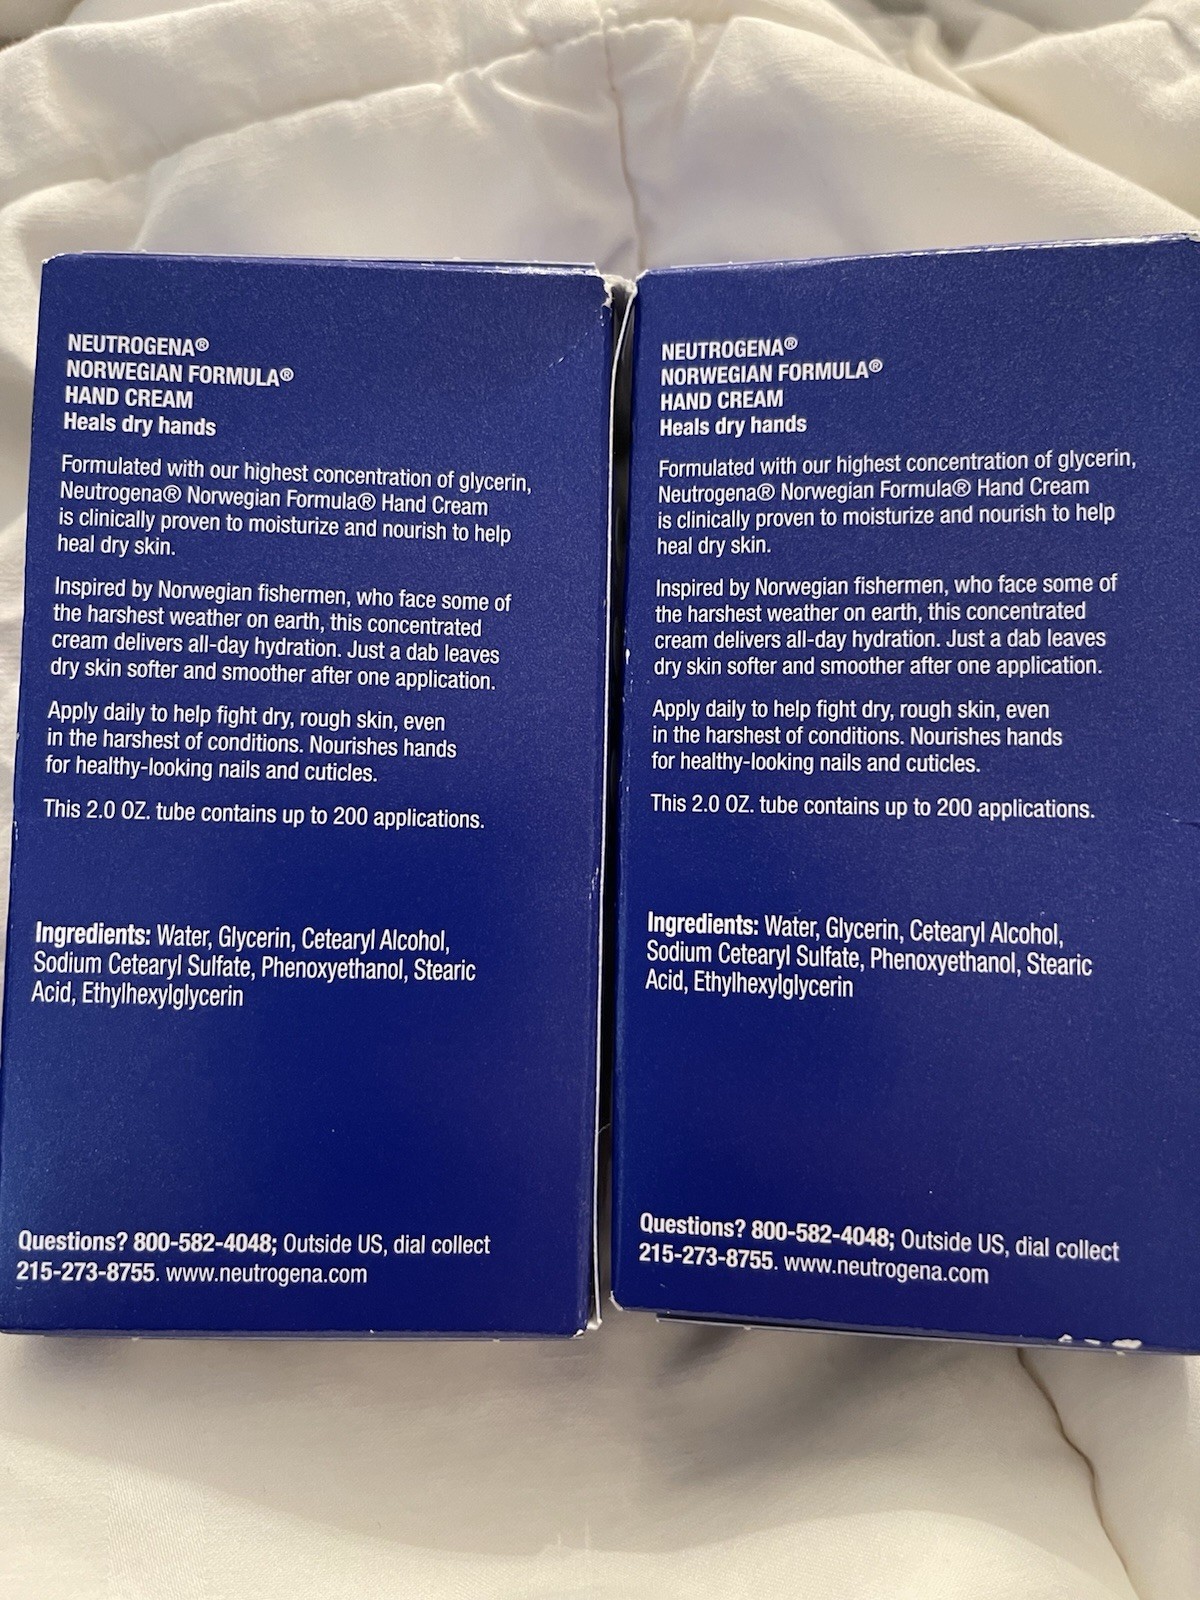 NEUTROGENA®
NORWEGIAN FORMULA®
HAND CREAM
Heals dry hands
Formulated with our highest concentration of glycerin,
Neutrogena® Norwegian Formula® Hand Cream
is clinically proven to moisturize and nourish to help
heal dry skin.
Inspired by Norwegian fishermen, who face some of
the harshest weather on earth, this concentrated
cream delivers all-day hydration. Just a dab leaves
dry skin softer and smoother after one application.
Apply daily to help fight dry, rough skin, even
in the harshest of conditions. Nourishes hands
for healthy-looking nails and cuticles.
This 2.0 OZ. tube contains up to 200 applications.
Ingredients: Water, Glycerin, Cetearyl Alcohol,
Sodium Cetearyl Sulfate, Phenoxyethanol, Stearic
Acid, Ethylhexylglycerin
Questions? 800-582-4048; Outside US, dial collect
215-273-8755. www.neutrogena.com
NEUTROGENA®
NORWEGIAN FORMULA®
HAND CREAM
Heals dry hands
Formulated with our highest concentration of glycerin,
Neutrogena® Norwegian Formula® Hand Cream
is clinically proven to moisturize and nourish to help
heal dry skin.
Inspired by Norwegian fishermen, who face some of
the harshest weather on earth, this concentrated
cream delivers all-day hydration. Just a dab leaves
dry skin softer and smoother after one application.
Apply daily to help fight dry, rough skin, even
in the harshest of conditions. Nourishes hands
for healthy-looking nails and cuticles.
This 2.0 OZ. tube contains up to 200 applications.
Ingredients: Water, Glycerin, Cetearyl Alcohol,
Sodium Cetearyl Sulfate, Phenoxyethanol, Stearic
Acid, Ethylhexylglycerin
Questions? 800-582-4048; Outside US, dial collect
215-273-8755. www.neutrogena.com